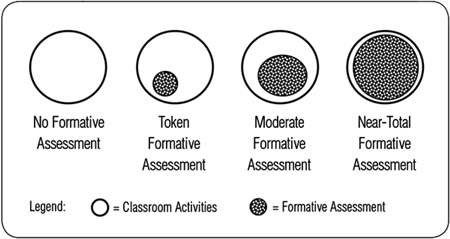 No Formative
Assessment
Token
Formative
Assessment
Moderate
Formative
Assessment
Near-Total
Formative
Assessment
Legend: = Classroom Activities = Formative Assessment